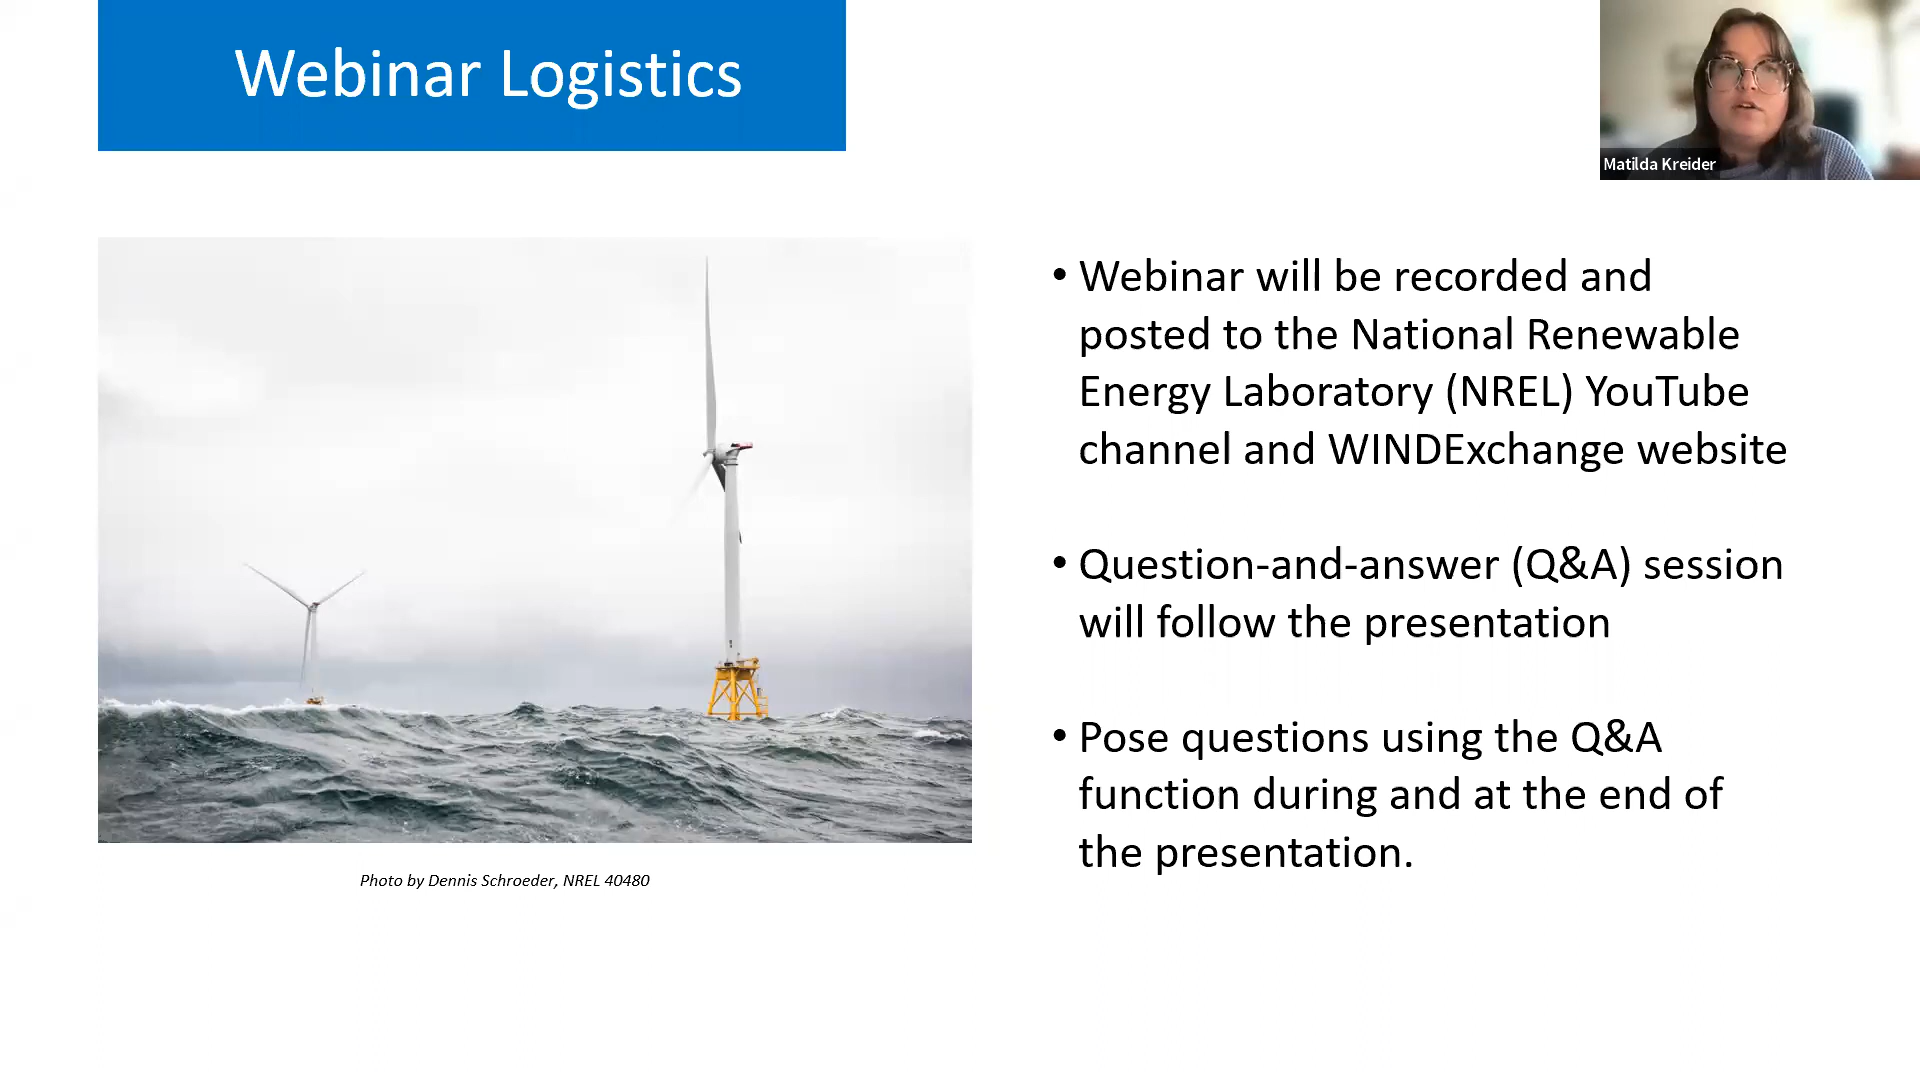 Webinar Logistics
Matilda Kreider
• Webinar will be recorded and
posted to the National Renewable
Energy Laboratory (NREL) YouTube
channel and WINDExchange website
• Question-and-answer (Q&A) session
will follow the presentation
• Pose questions using the Q&A
function during and at the end of
the presentation.
Photo by Dennis Schroeder, NREL 40480